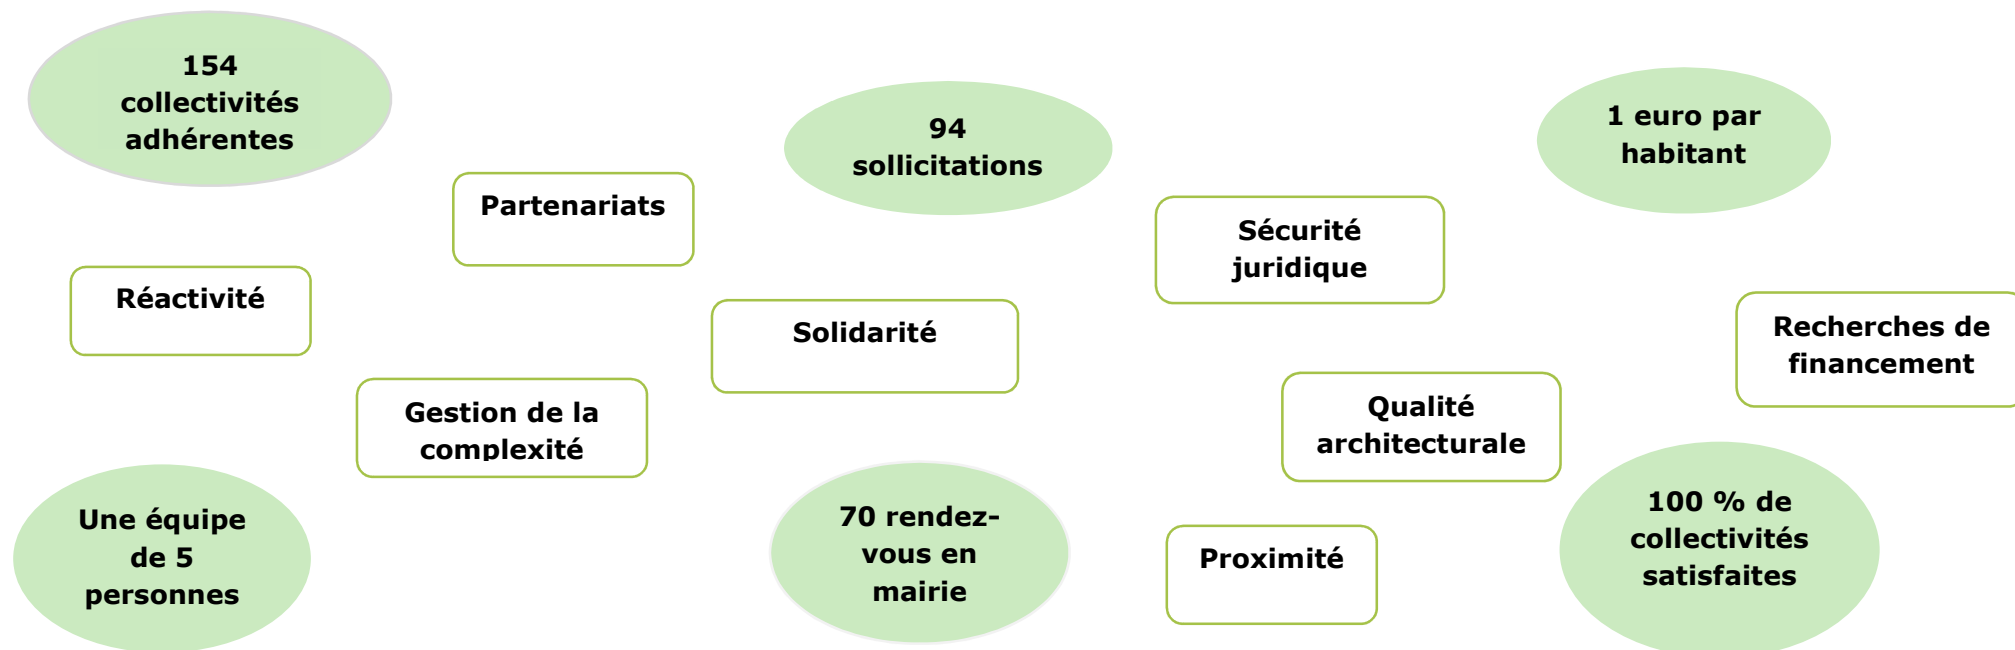 154
collectivités
adhérentes
94
sollicitations
1 euro par
habitant
Partenariats
Sécurité
juridique
Réactivité
Solidarité
Recherches de
financement
Gestion de la
complexité
Qualité
architecturale
Une équipe
de 5
personnes
70 rendez-
vous en
mairie
Proximité
100 % de
collectivités
satisfaites